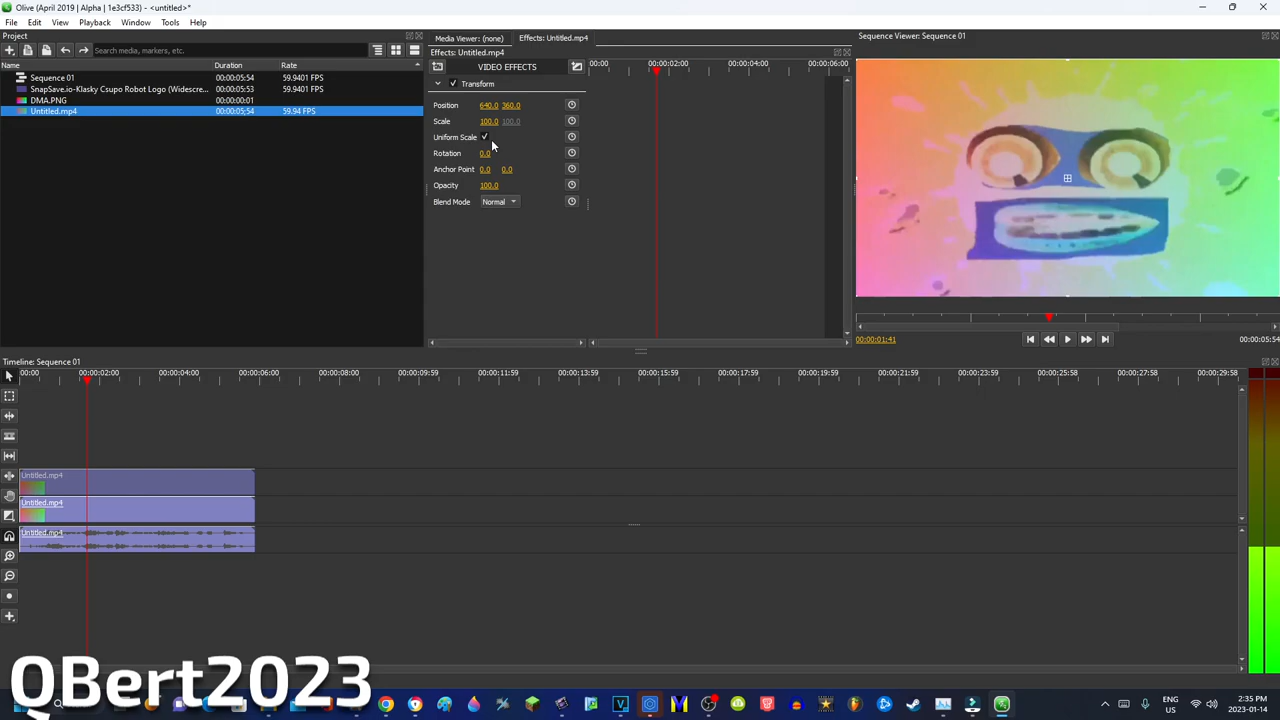 Olive (April 2019 | Alpha | 1e3cf533) - <untitled>*
File Edit View Playback Window Tools Help
Project
Media Viewer: (none) Effects: Untitled.mp4
Sequence Viewer: Sequence 01
Search media, markers, etc.
Effects: Untitled.mp4
Name Duration Rate
VIDEO EFFECTS
00:00 00:00:02:00 00:00:04:00 00:00:06:00
Sequence 01 00:00:05:54 59.9401 FPS
SnapSave.io-Klasky Csupo Robot Logo (Widescre... 00:00:05:53 59.9401 FPS
DMA.PNG 00:00:00:01
Untitled.mp4 00:00:05;54 59.94 FPS
Transform
Position 640.0 360.0
Scale 100.0 100.0
Uniform Scale
Rotation 0.0
Anchor Point 0.0 0.0
Opacity 100.0
Blend Mode Normal
00:00:01:41 00:00:05:54
Timeline: Sequence 01
00:00 00:00:02:00 00:00:04:00 00:00:06:00 00:00:08:00 00:00:09:59 00:00:11:59 00:00:13:59 00:00:15:59 00:00:17:59 00:00:19:59 00:00:21:59 00:00:23:59 00:00:25:58 00:00:27:58 00:00:29:58
Untitled.mp4
Untitled.mp4
Untitled.mp4
QBert2023
ENG
US
2:35 PM
2023-01-14